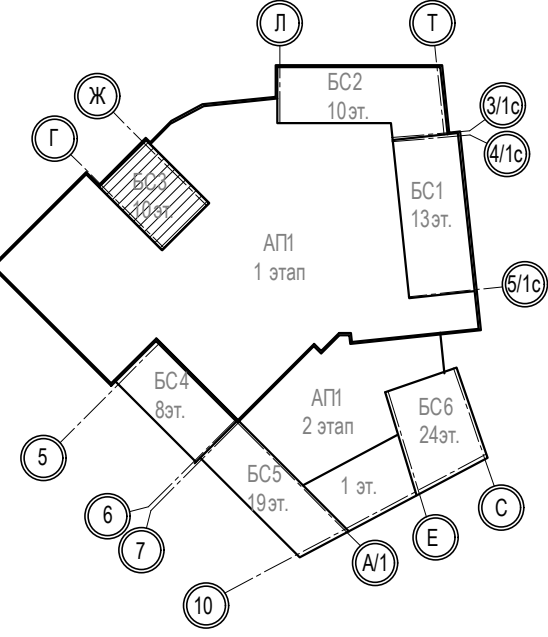 Л
Т
Ж
3/1с
Г
4/1с
БС2
10эт.
БС3
10эт.
БС1
13эт.
АП1
1 этап
5/1с
БС4
8эт.
АП1
2 этап
БС6
24эт.
5
БС5
19эт.
1 эт.
6
7
С
Е
А/1
10